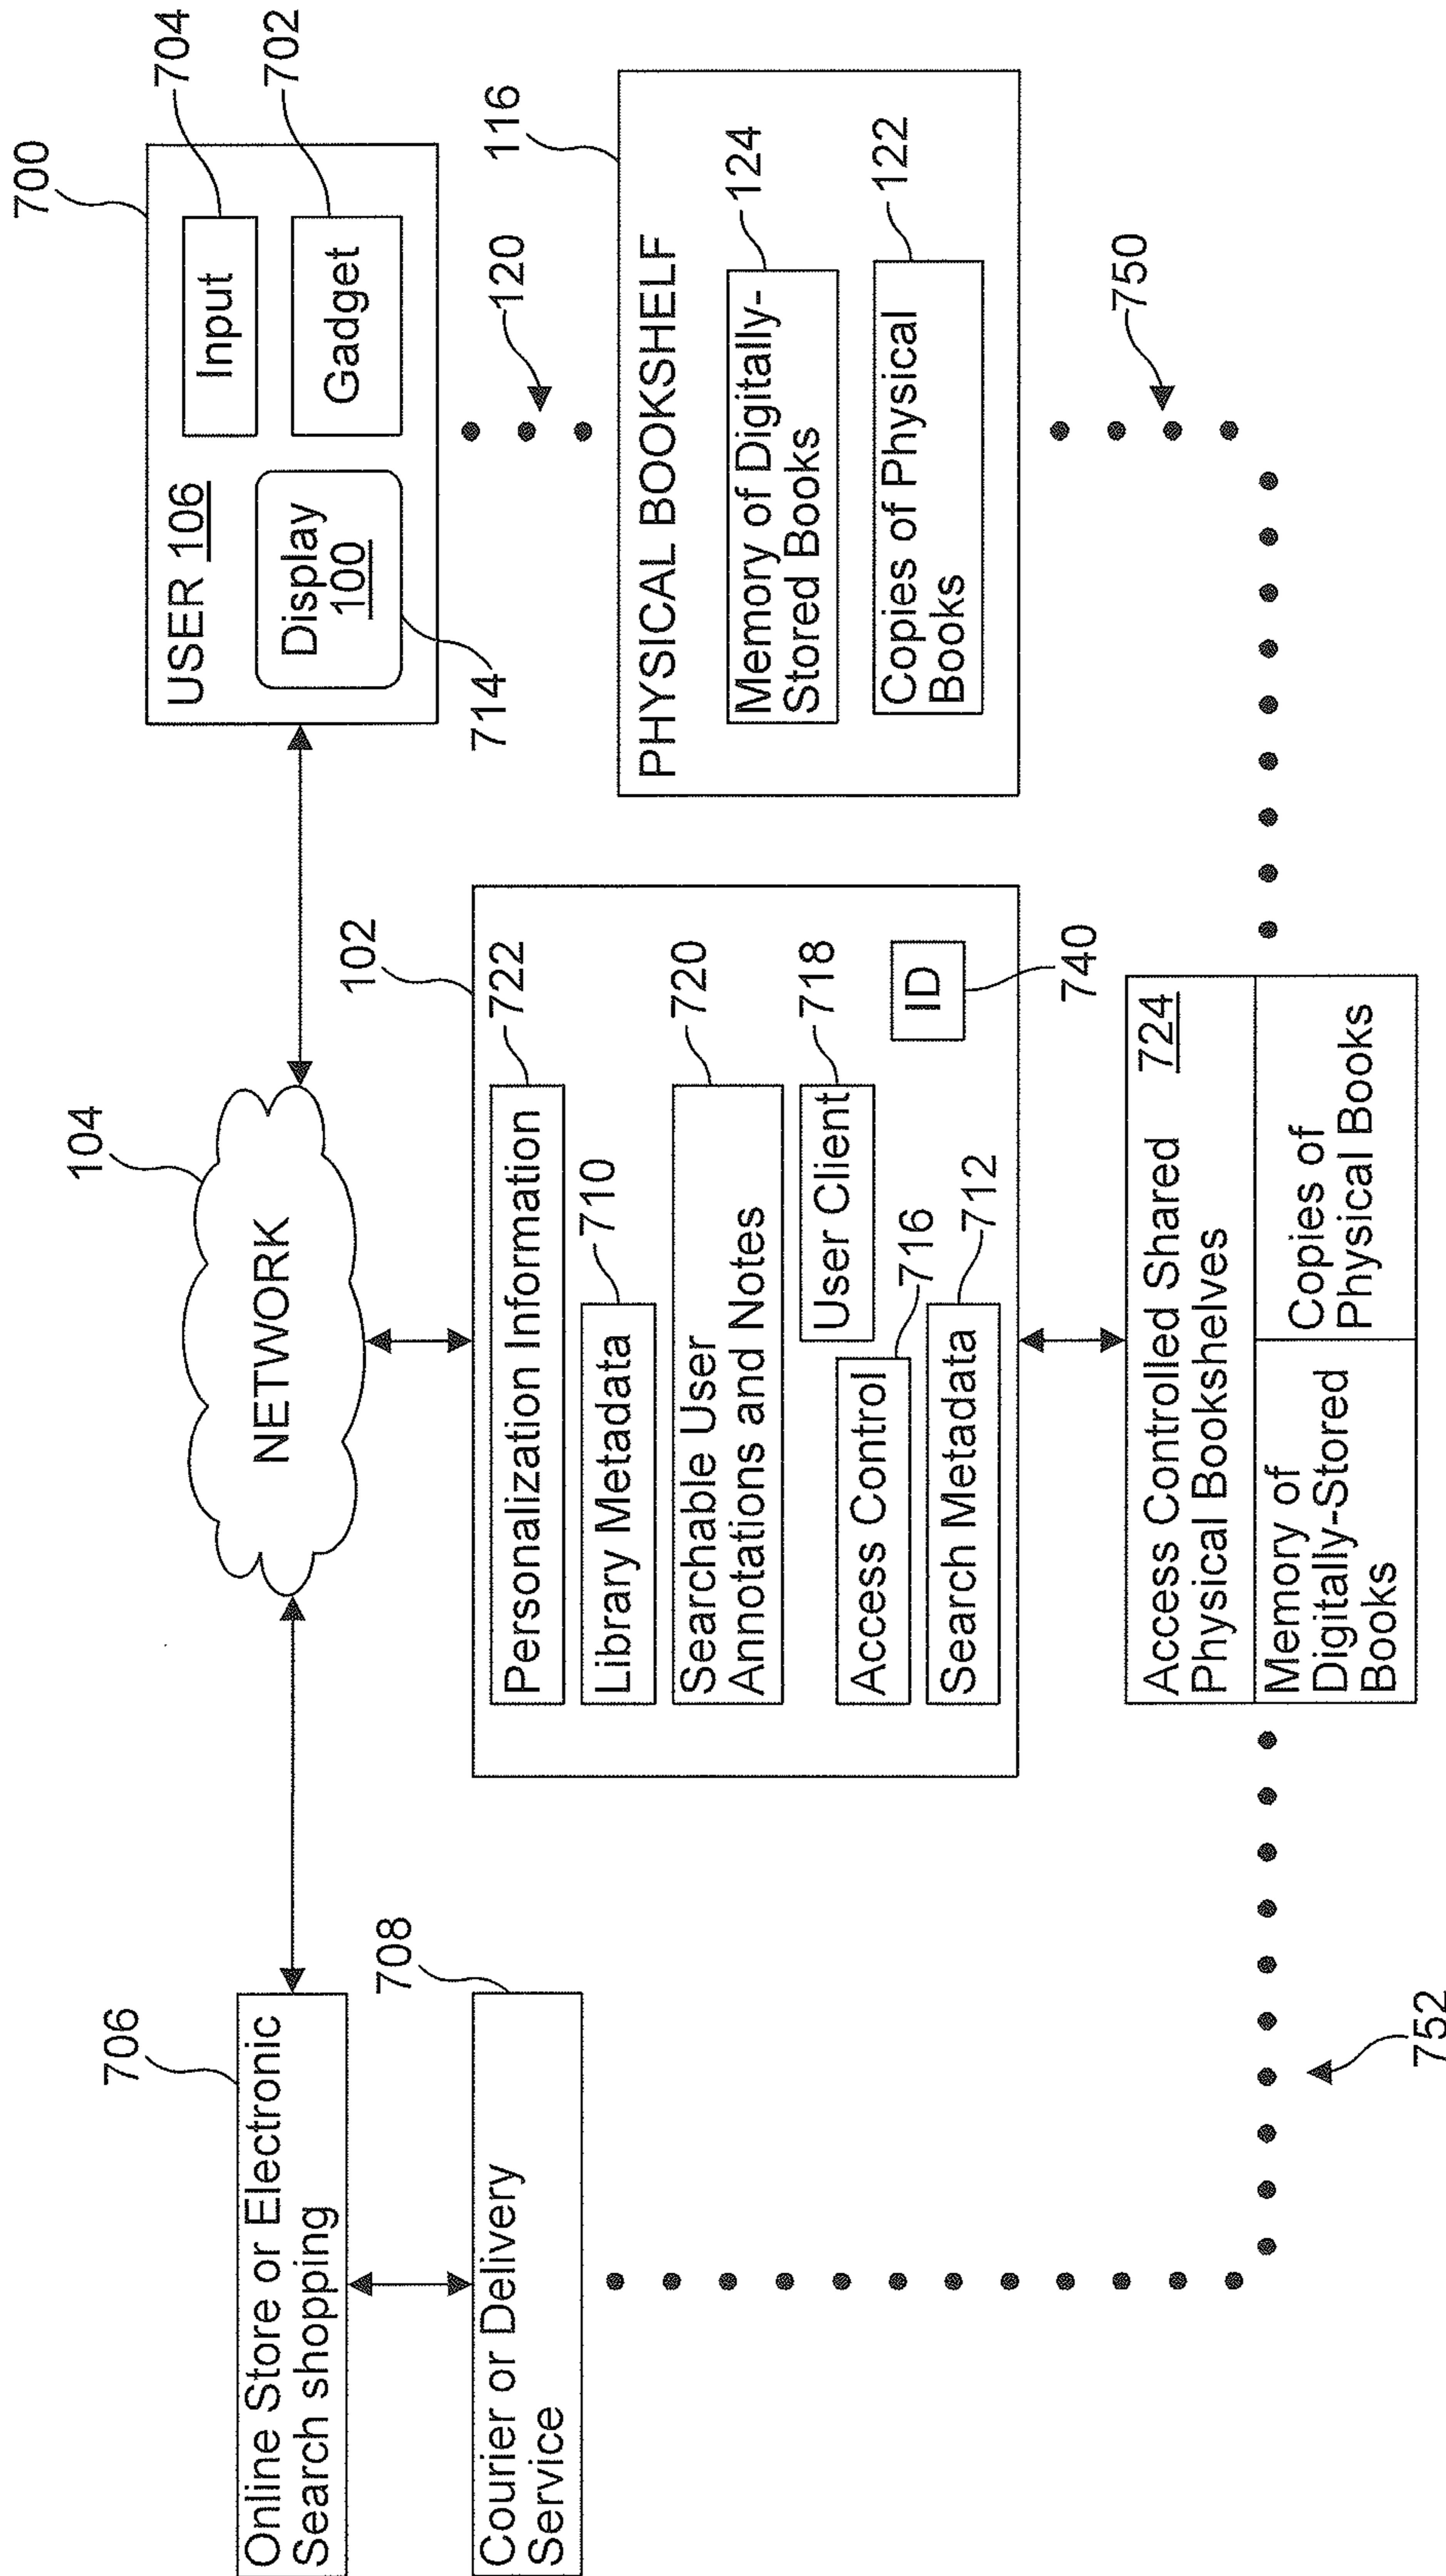 706
Online Store or Electronic
Search shopping
708
Courier or Delivery
Service
104
NETWORK
102
Personalization Information
722
Library Metadata
710
Searchable User
Annotations and Notes
720
User Client
718
Access Control
716
Search Metadata
712
ID
740
Access Controlled Shared
Physical Bookshelves
724
Memory of
Digitally-Stored
Books
Copies of
Physical Books
700
USER 106
Display
100
714
Input
704
Gadget
702
120
116
PHYSICAL BOOKSHELF
Memory of Digitally-
Stored Books
124
Copies of Physical
Books
122
750
752